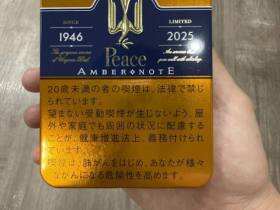 SINCE LIMITED
1946 2025
Peace
AMBER NOTE
20歳未満の者の喫煙は、法律で禁じ
られています。
望まない受動喫煙が生じないよう、屋
外や家庭でも周囲の状況に配慮する
ことが、健康増進法上、義務付けられ
ています。
喫煙は、肺がんをはじめ、あなたが様々
ながんになる危険性を高めます。